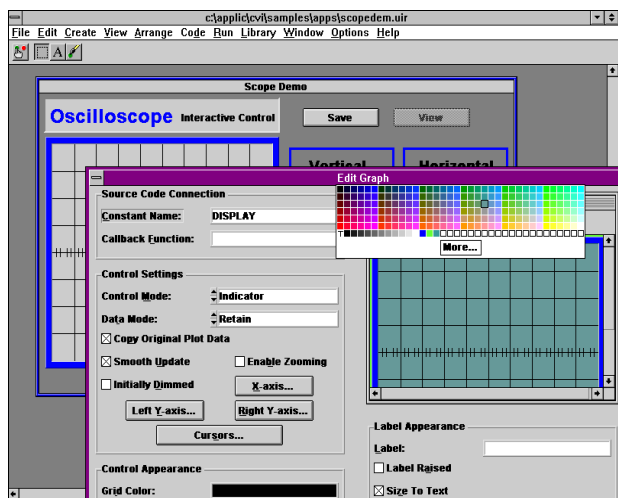 c:\applic\cvi\samples\apps\scopedem.uir
File Edit Create View Arrange Code Run Library Window Options Help
A
Scope Demo
Oscilloscope Interactive Control Save View
Vertical Horizontal
Edit Graph
Source Code Connection
Constant Name: DISPLAY
Callback Function:
T
More...
Control Settings
Control Mode: Indicator
Data Mode: Retain
Copy Original Plot Data
Smooth Update Enable Zooming
Initially Dimmed X-axis...
Left Y-axis... Right Y-axis...
Cursors...
Label Appearance
Label:
Label Raised
Control Appearance
Grid Color: Size To Text